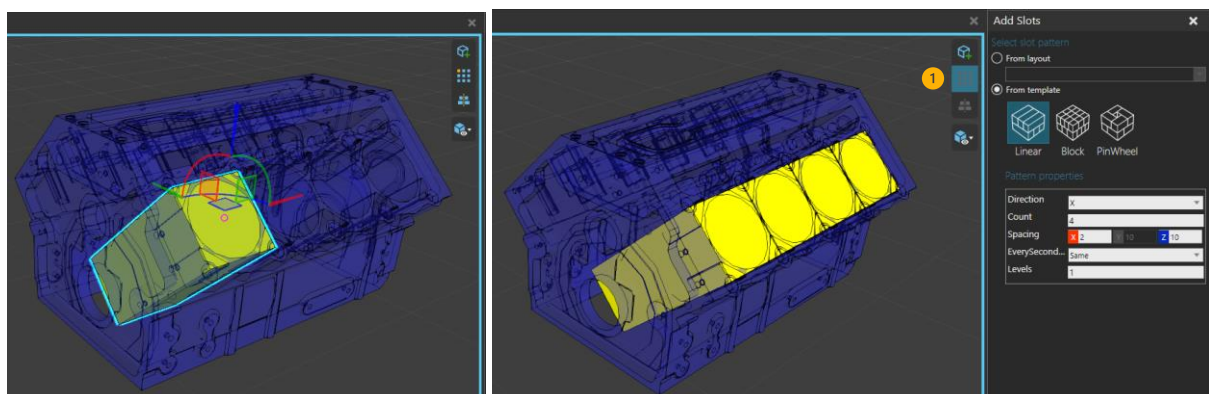 Add Slots
Select slot pattern
From layout
1
From template
Linear Block PinWheel
Pattern properties
Direction X
Count 4
Spacing X 2 Y 10 Z 10
EverySecond... Same
Levels 1